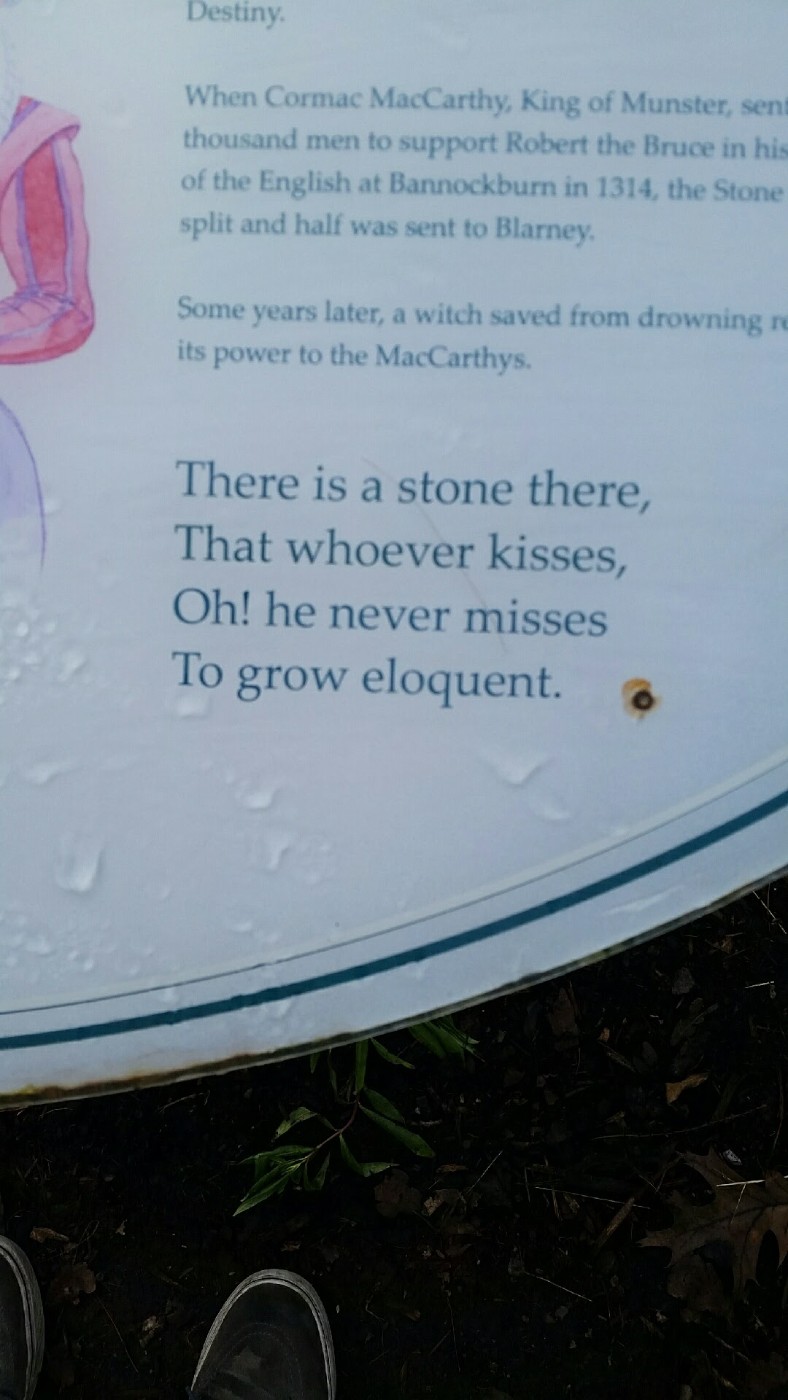 Destiny.
When Cormac MacCarthy, King of Munster, sent
thousand men to support Robert the Bruce in his
of the English at Bannockburn in 1314, the Stone
split and half was sent to Blarney.
Some years later, a witch saved from drowning
its power to the MacCarthys.
There is a stone there,
That whoever kisses,
Oh! he never misses
To grow eloquent.